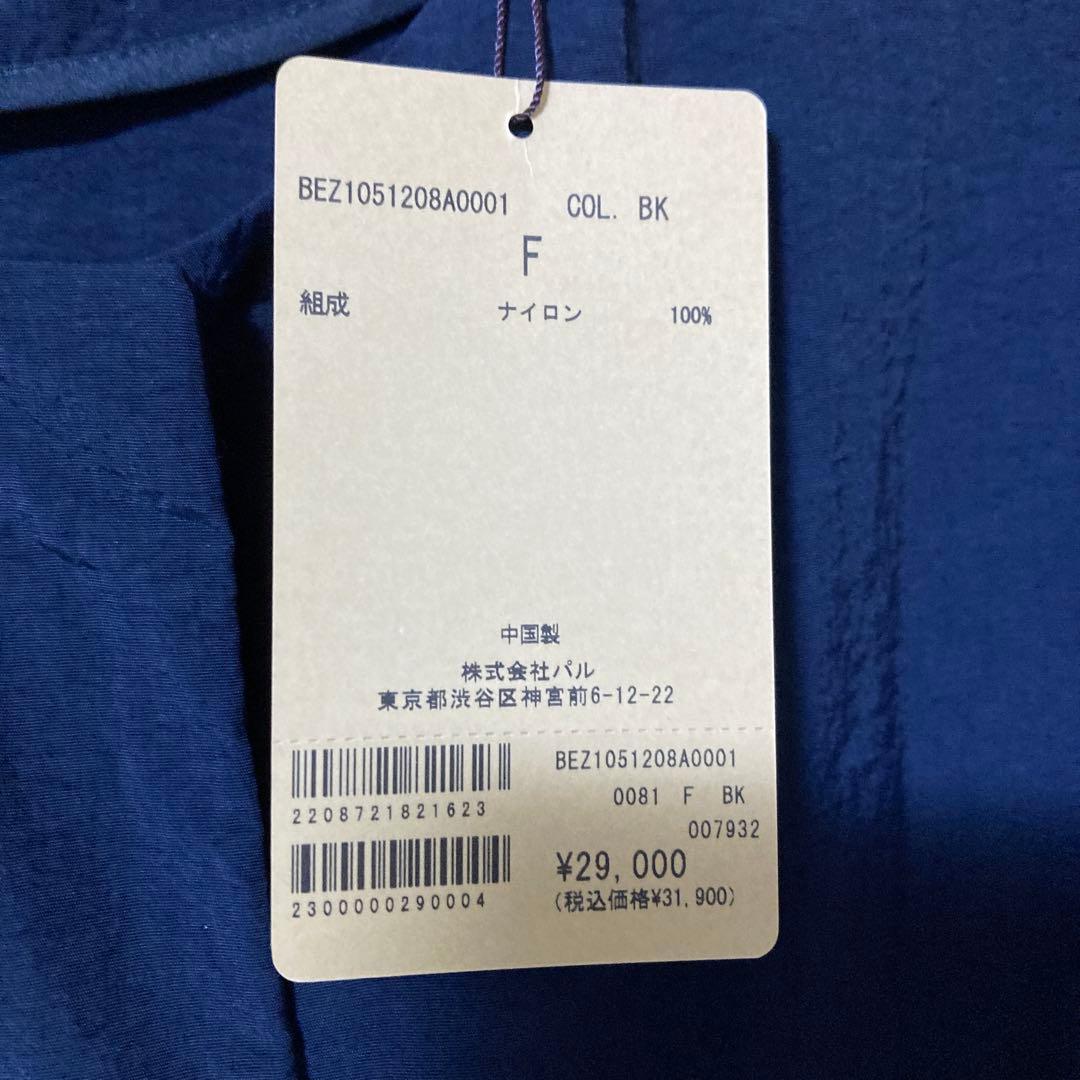 BEZ1051208A0001 COL. BK
F
組成 ナイロン 100%
中国製
株式会社パル
東京都渋谷区神宮前6-12-22
2208721821623
2300000290004
BEZ1051208A0001
0081 F BK
007932
¥29,000
(税込価格¥31,900)